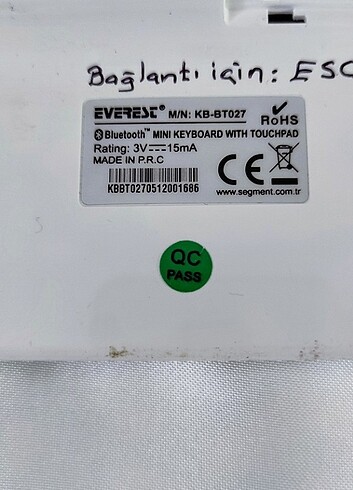 Bağlantı için: ESC
EVEREST® M/N: KB-BT027
RoHS
Bluetooth™ MINI KEYBOARD WITH TOUCHPAD
Rating: 3V⎓15mA
MADE IN P.R.C
CE
KBBT0270512001686
www.segment.com.tr
QC
PASS